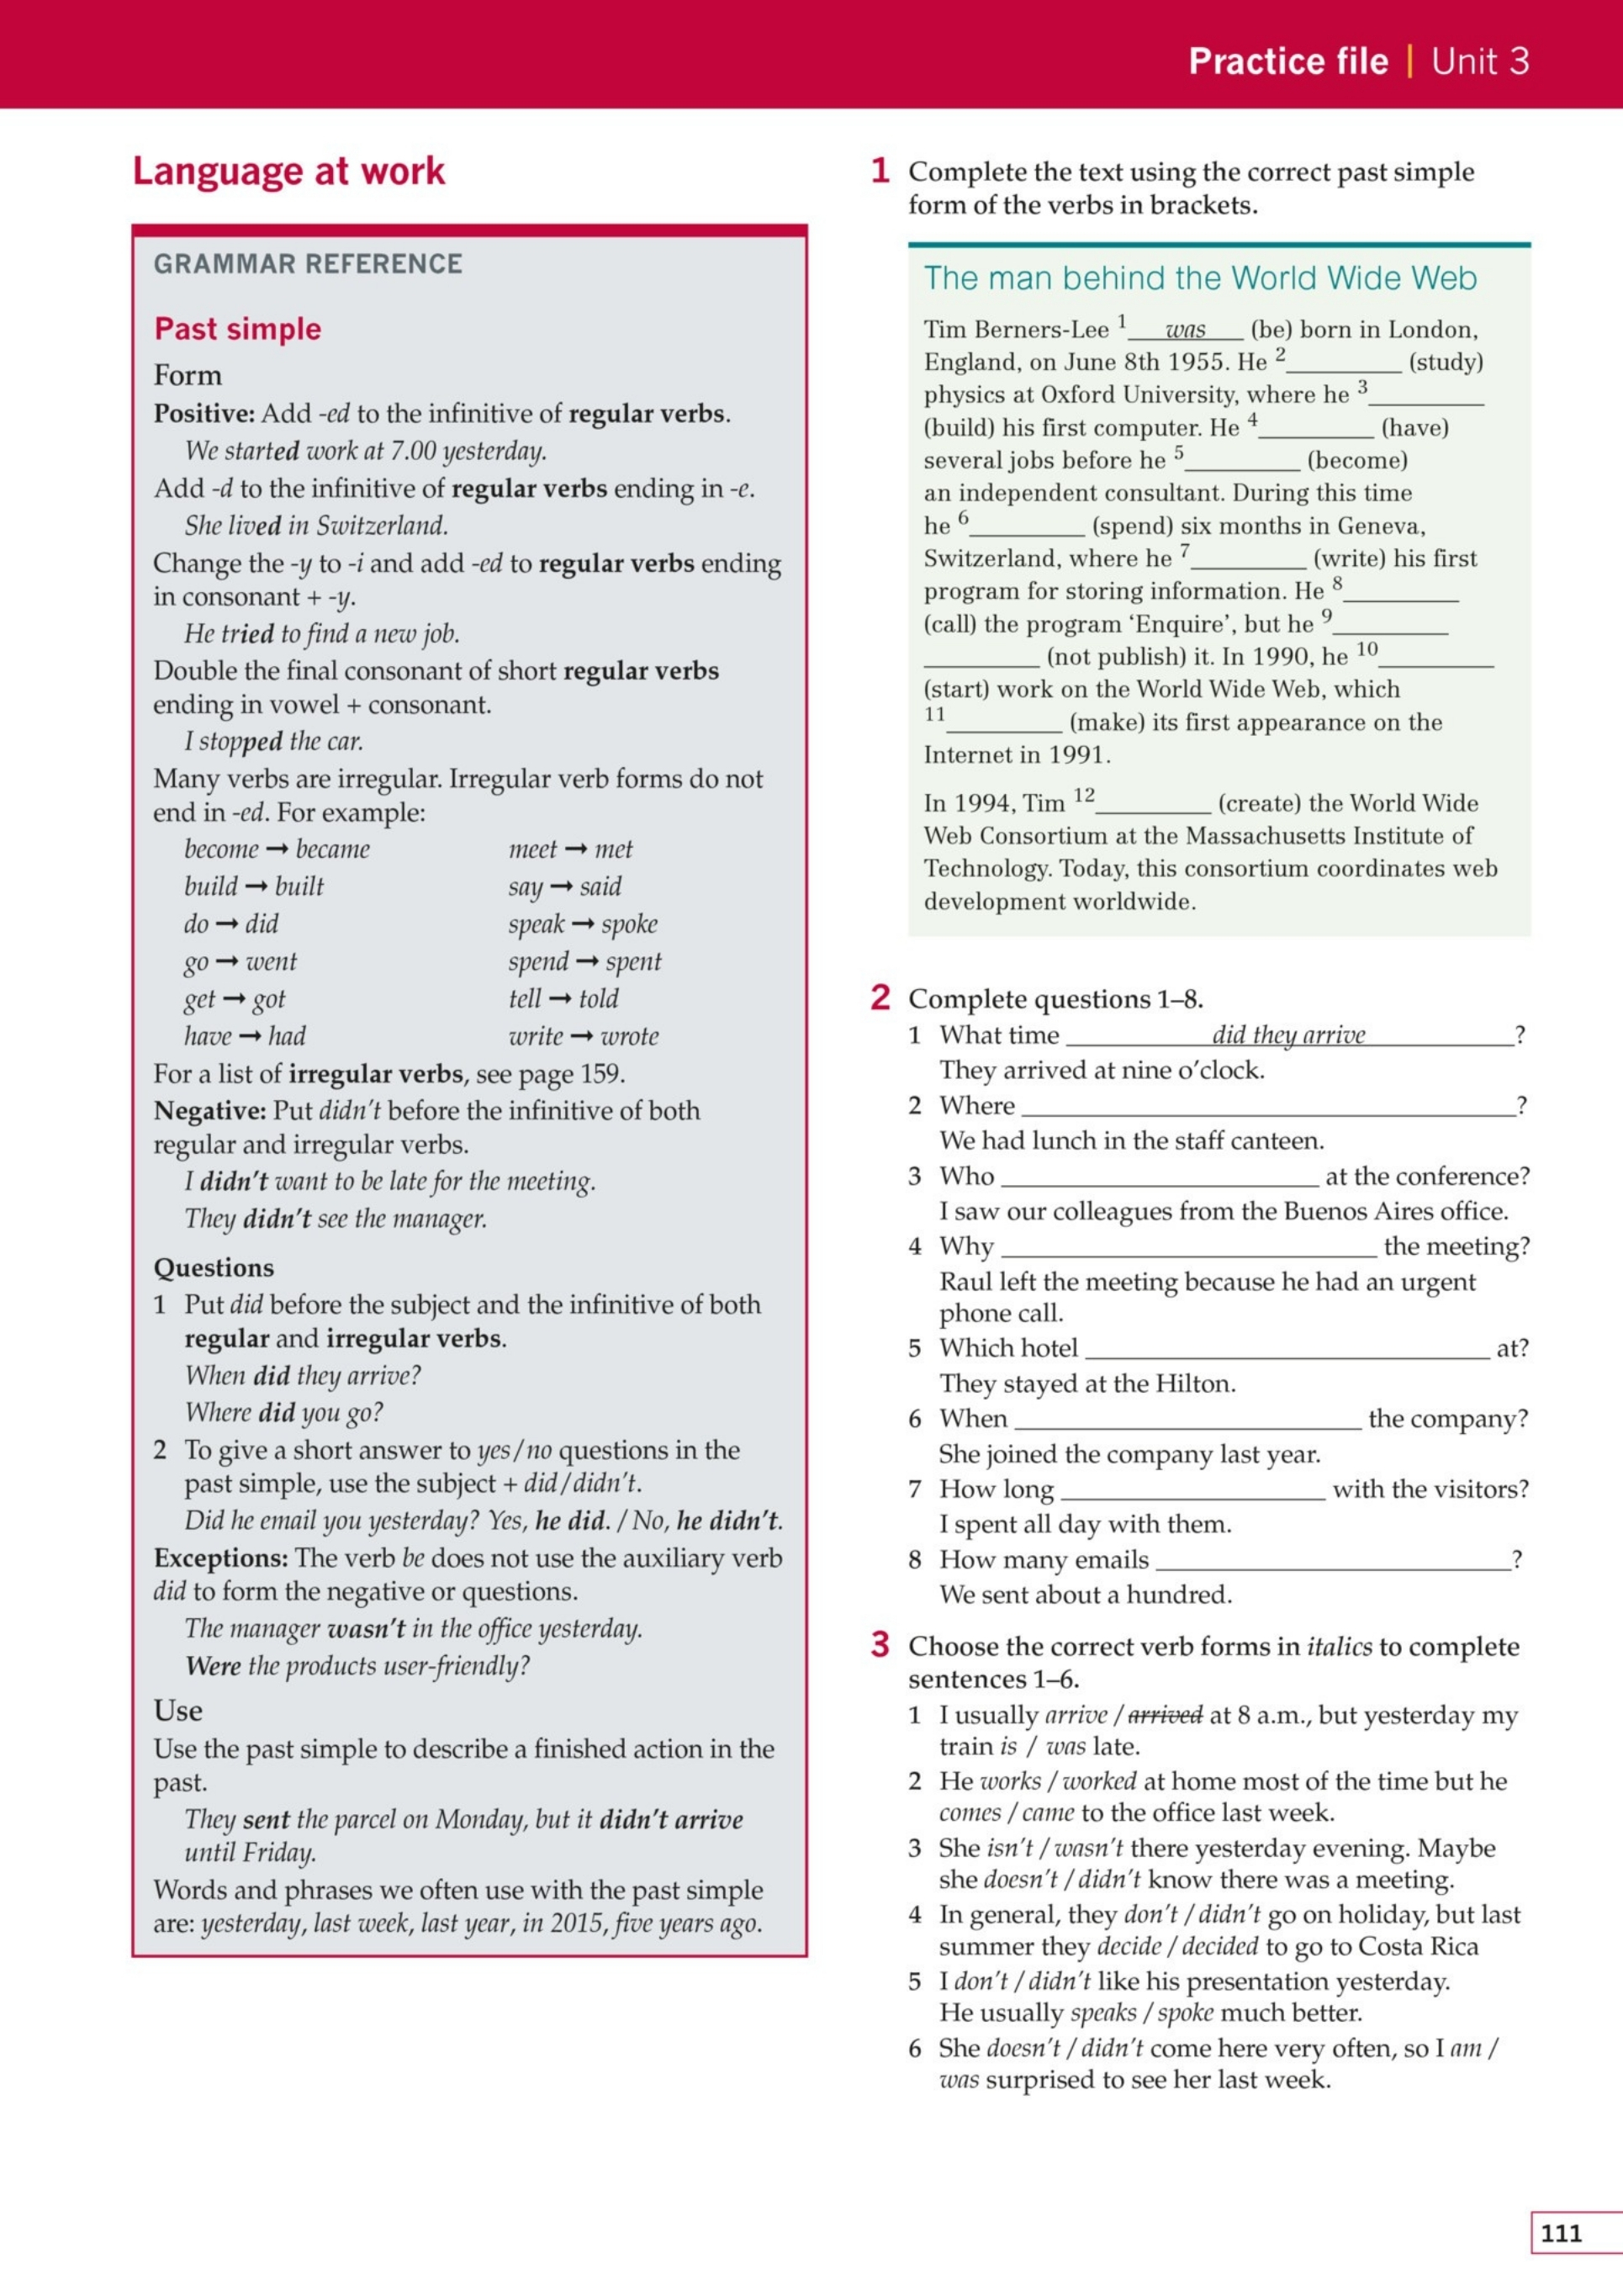 Practice file | Unit 3
Language at work
GRAMMAR REFERENCE
Past simple
Form
Positive: Add -ed to the infinitive of regular verbs.
We started work at 7.00 yesterday.
Add -d to the infinitive of regular verbs ending in -e.
She lived in Switzerland.
Change the -y to -i and add -ed to regular verbs ending
in consonant + -y.
He tried to find a new job.
Double the final consonant of short regular verbs
ending in vowel + consonant.
I stopped the car.
Many verbs are irregular. Irregular verb forms do not
end in -ed. For example:
become → became meet → met
build → built say → said
do → did speak → spoke
go → went spend → spent
get → got tell → told
have → had write → wrote
For a list of irregular verbs, see page 159.
Negative: Put didn't before the infinitive of both
regular and irregular verbs.
I didn't want to be late for the meeting.
They didn't see the manager.
Questions
1 Put did before the subject and the infinitive of both
regular and irregular verbs.
When did they arrive?
Where did you go?
2 To give a short answer to yes/no questions in the
past simple, use the subject + did/didn't.
Did he email you yesterday? Yes, he did. / No, he didn't.
Exceptions: The verb be does not use the auxiliary verb
did to form the negative or questions.
The manager wasn't in the office yesterday.
Were the products user-friendly?
Use
Use the past simple to describe a finished action in the
past.
They sent the parcel on Monday, but it didn't arrive
until Friday.
Words and phrases we often use with the past simple
are: yesterday, last week, last year, in 2015, five years ago.
1 Complete the text using the correct past simple
form of the verbs in brackets.
The man behind the World Wide Web
Tim Berners-Lee 1 was (be) born in London,
England, on June 8th 1955. He 2________ (study)
physics at Oxford University, where he 3________
(build) his first computer. He 4________ (have)
several jobs before he 5________ (become)
an independent consultant. During this time
he 6________ (spend) six months in Geneva,
Switzerland, where he 7________ (write) his first
program for storing information. He 8________
(call) the program 'Enquire', but he 9________
________ (not publish) it. In 1990, he 10________
(start) work on the World Wide Web, which
11________ (make) its first appearance on the
Internet in 1991.
In 1994, Tim 12________ (create) the World Wide
Web Consortium at the Massachusetts Institute of
Technology. Today, this consortium coordinates web
development worldwide.
2 Complete questions 1–8.
1 What time did they arrive ?
They arrived at nine o'clock.
2 Where ________?
We had lunch in the staff canteen.
3 Who ________ at the conference?
I saw our colleagues from the Buenos Aires office.
4 Why ________ the meeting?
Raul left the meeting because he had an urgent
phone call.
5 Which hotel ________ at?
They stayed at the Hilton.
6 When ________ the company?
She joined the company last year.
7 How long ________ with the visitors?
I spent all day with them.
8 How many emails ________?
We sent about a hundred.
3 Choose the correct verb forms in italics to complete
sentences 1–6.
1 I usually arrive / arrived at 8 a.m., but yesterday my
train is / was late.
2 He works / worked at home most of the time but he
comes / came to the office last week.
3 She isn't / wasn't there yesterday evening. Maybe
she doesn't / didn't know there was a meeting.
4 In general, they don't / didn't go on holiday, but last
summer they decide / decided to go to Costa Rica
5 I don't / didn't like his presentation yesterday.
He usually speaks / spoke much better.
6 She doesn't / didn't come here very often, so I am /
was surprised to see her last week.
111